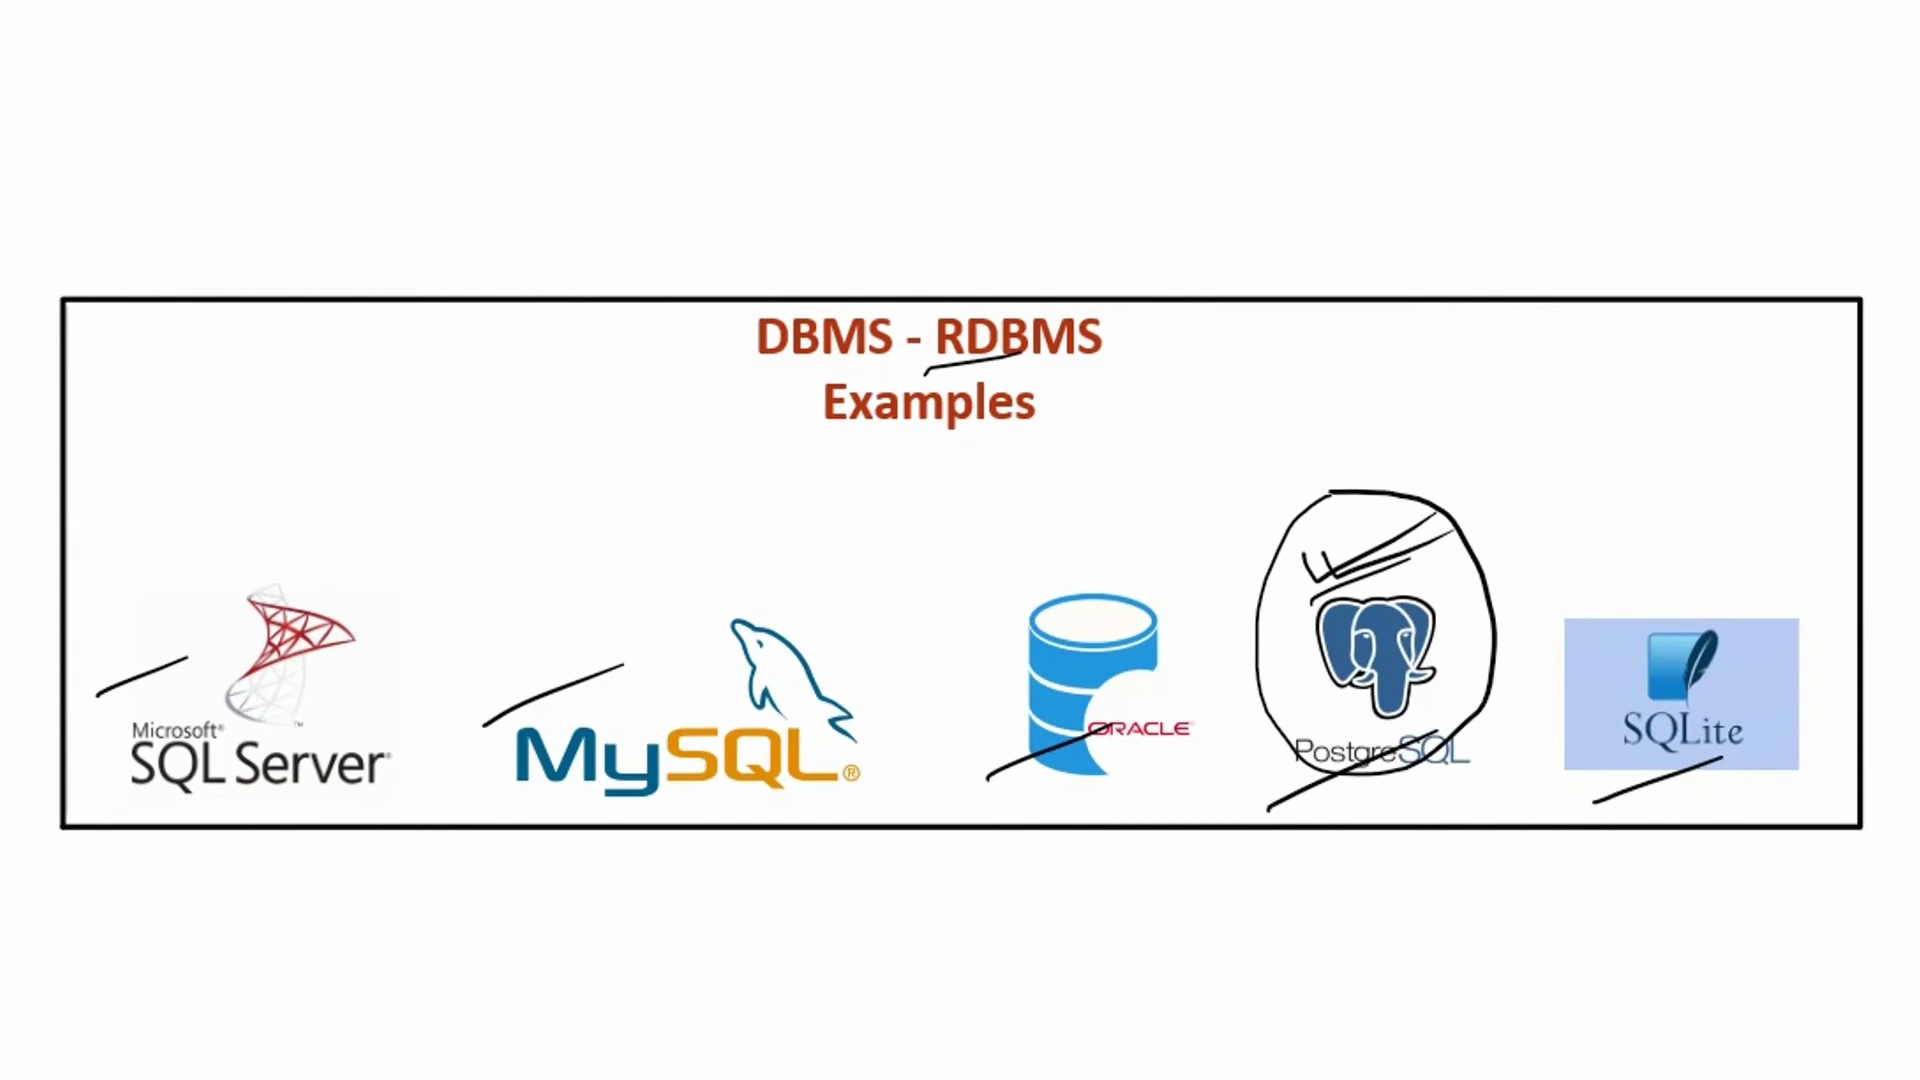 DBMS - RDBMS
Examples
Microsoft®
SQL Server®
MySQL®
ORACLE®
PostgreSQL
SQLite